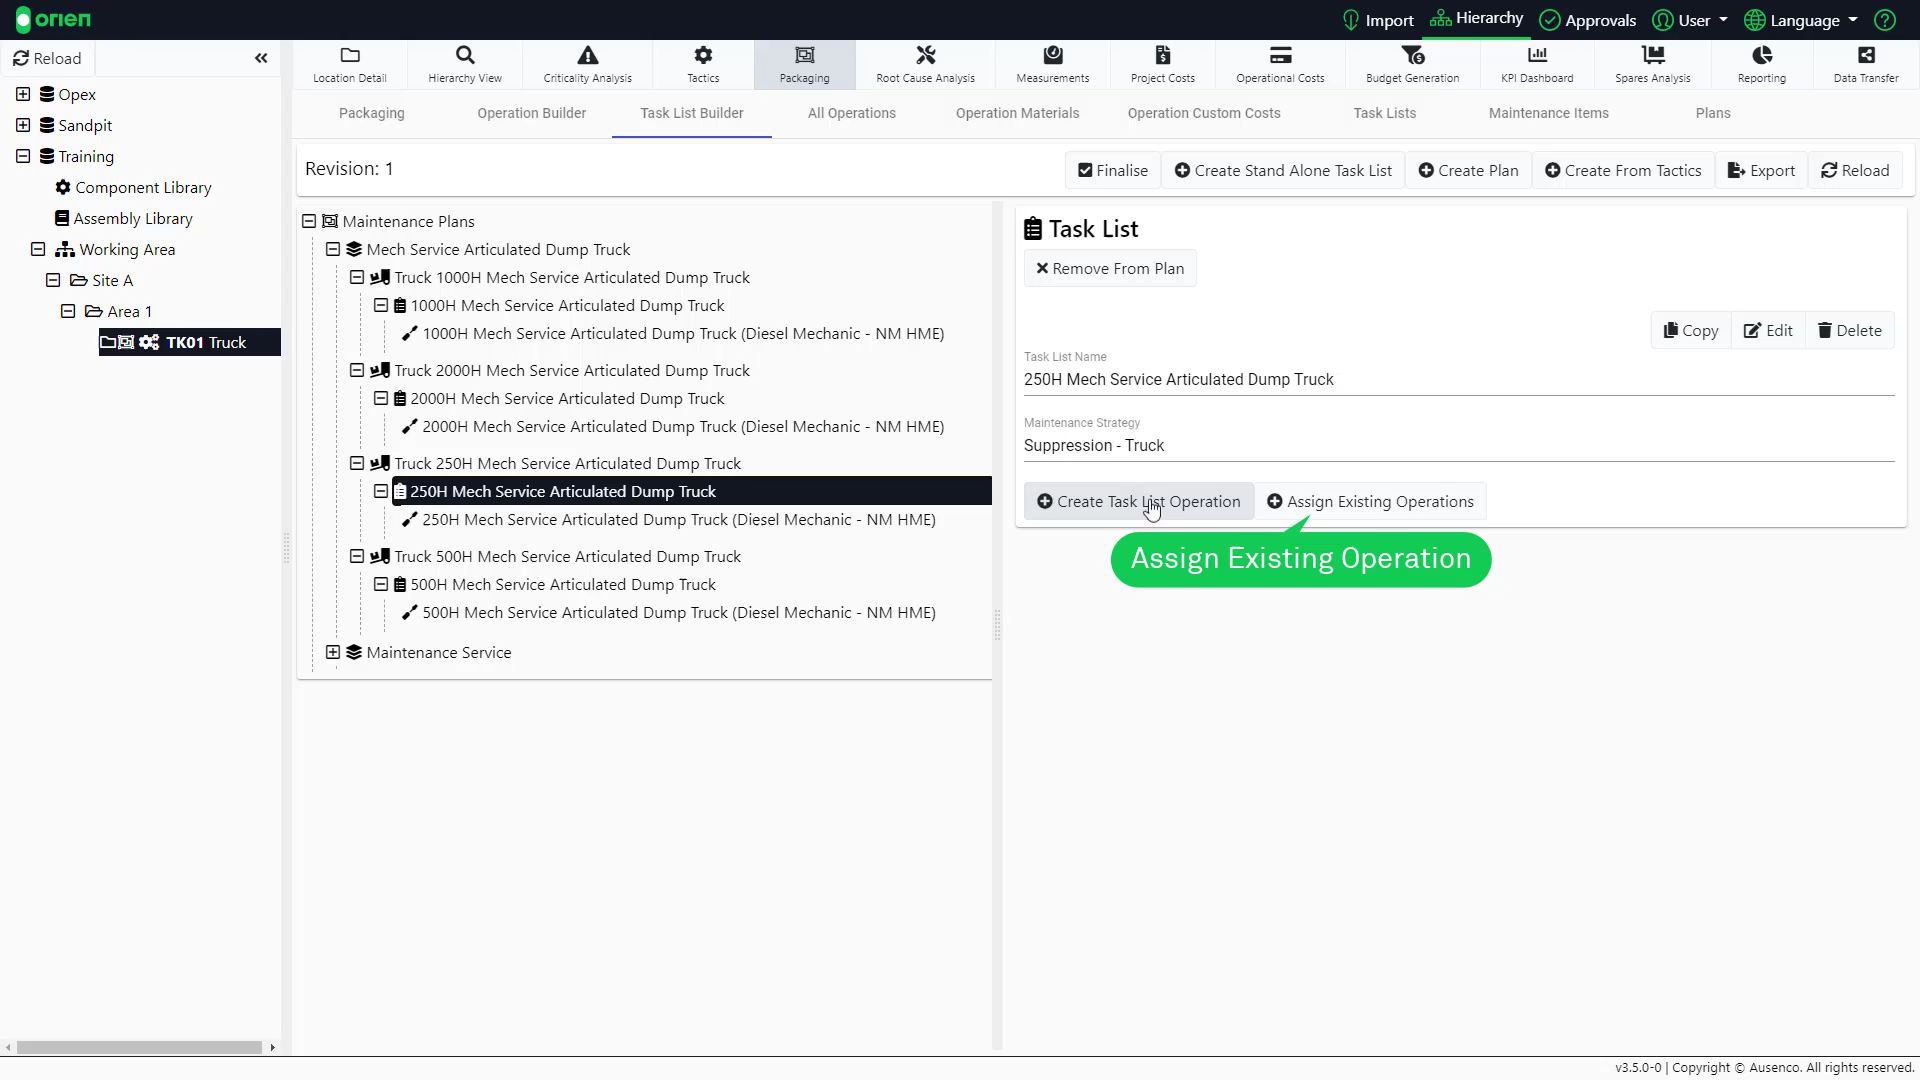 orien
Import
Hierarchy
Approvals
User
Language
Reload
Location Detail
Hierarchy View
Criticality Analysis
Tactics
Packaging
Root Cause Analysis
Measurements
Project Costs
Operational Costs
Budget Generation
KPI Dashboard
Spares Analysis
Reporting
Data Transfer
Opex
Sandpit
Training
Component Library
Assembly Library
Working Area
Site A
Area 1
TK01 Truck
Packaging
Operation Builder
Task List Builder
All Operations
Operation Materials
Operation Custom Costs
Task Lists
Maintenance Items
Plans
Revision: 1
Finalise
Create Stand Alone Task List
Create Plan
Create From Tactics
Export
Reload
Maintenance Plans
Mech Service Articulated Dump Truck
Truck 1000H Mech Service Articulated Dump Truck
1000H Mech Service Articulated Dump Truck
1000H Mech Service Articulated Dump Truck (Diesel Mechanic - NM HME)
Truck 2000H Mech Service Articulated Dump Truck
2000H Mech Service Articulated Dump Truck
2000H Mech Service Articulated Dump Truck (Diesel Mechanic - NM HME)
Truck 250H Mech Service Articulated Dump Truck
250H Mech Service Articulated Dump Truck
250H Mech Service Articulated Dump Truck (Diesel Mechanic - NM HME)
Truck 500H Mech Service Articulated Dump Truck
500H Mech Service Articulated Dump Truck
500H Mech Service Articulated Dump Truck (Diesel Mechanic - NM HME)
Maintenance Service
Task List
Remove From Plan
Copy
Edit
Delete
Task List Name
250H Mech Service Articulated Dump Truck
Maintenance Strategy
Suppression - Truck
Create Task List Operation
Assign Existing Operations
Assign Existing Operation
v3.5.0-0 | Copyright © Ausenco. All rights reserved.